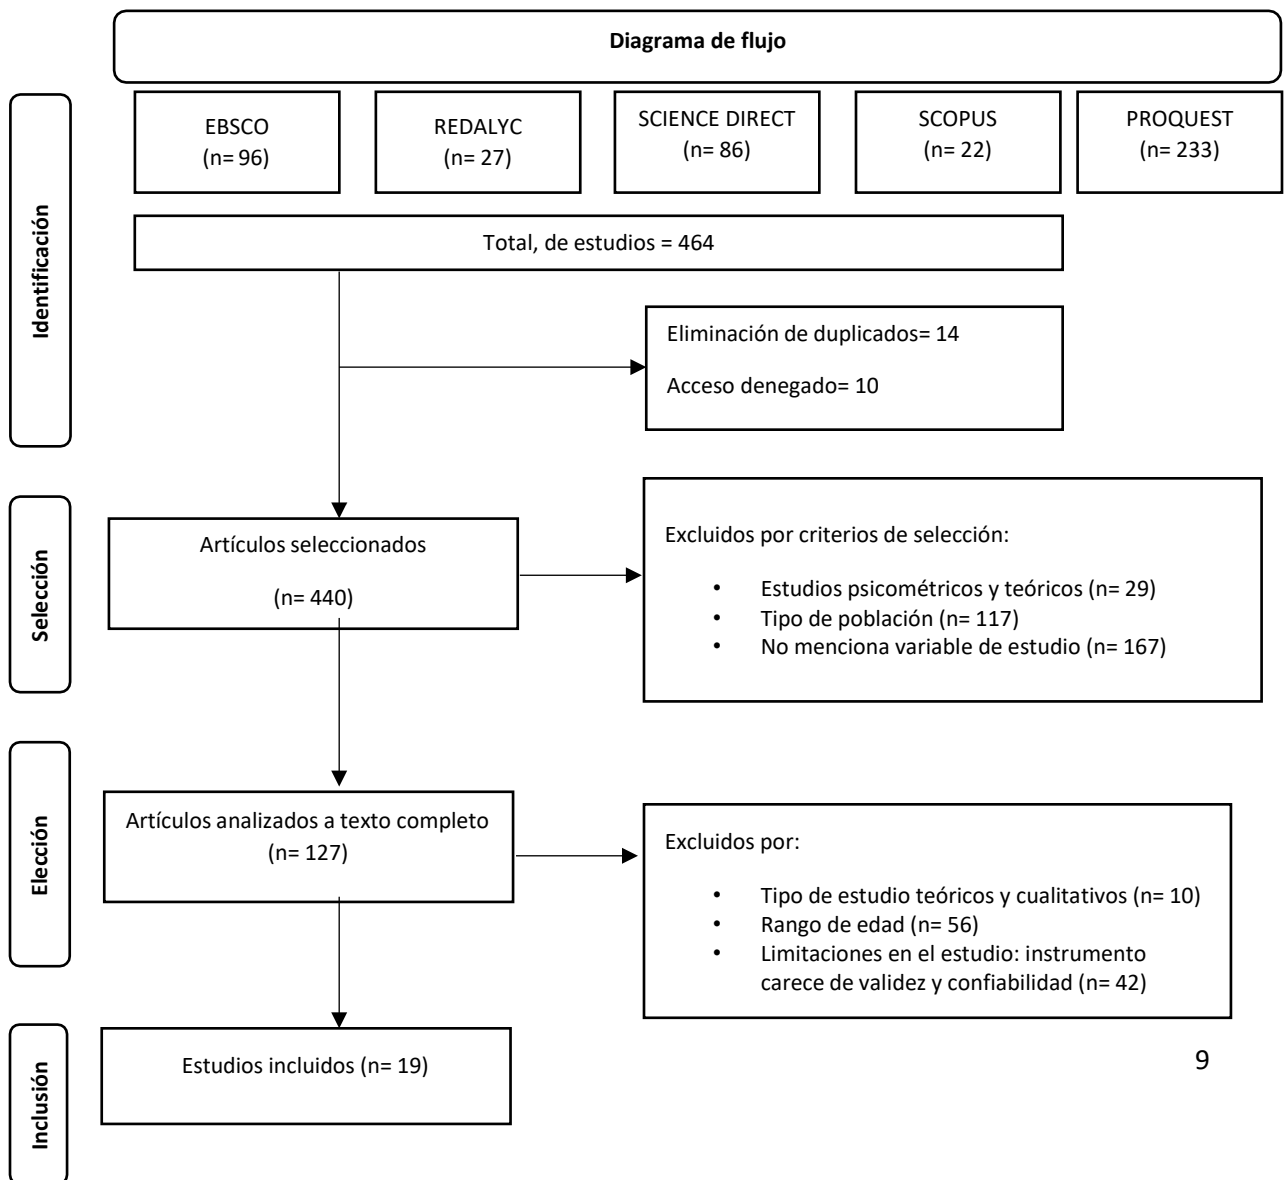 Diagrama de flujo
Identificación
EBSCO
(n= 96)
REDALYC
(n= 27)
SCIENCE DIRECT
(n= 86)
SCOPUS
(n= 22)
PROQUEST
(n= 233)
Total, de estudios = 464
Eliminación de duplicados= 14
Acceso denegado= 10
Selección
Artículos seleccionados
(n= 440)
Excluidos por criterios de selección:
• Estudios psicométricos y teóricos (n= 29)
• Tipo de población (n= 117)
• No menciona variable de estudio (n= 167)
Elección
Artículos analizados a texto completo
(n= 127)
Excluidos por:
• Tipo de estudio teóricos y cualitativos (n= 10)
• Rango de edad (n= 56)
• Limitaciones en el estudio: instrumento
carece de validez y confiabilidad (n= 42)
Inclusión
Estudios incluidos (n= 19)
9